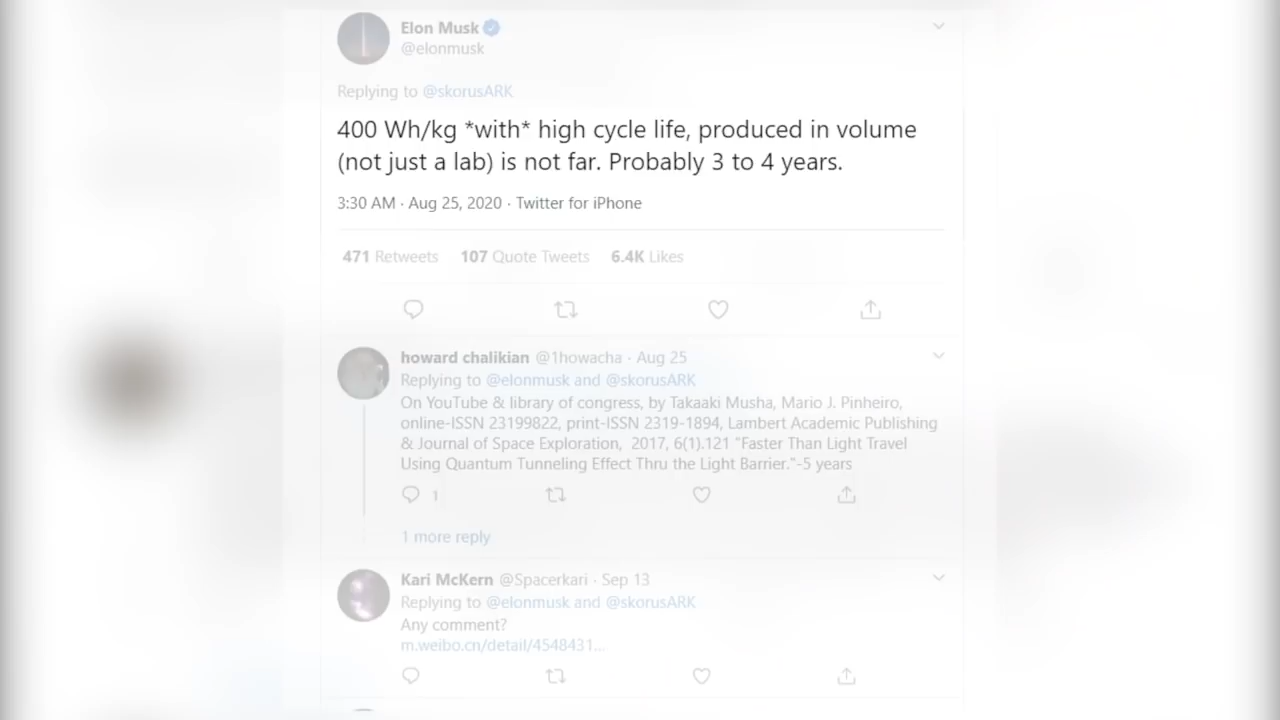 Elon Musk
@elonmusk
Replying to @skorusARK
400 Wh/kg *with* high cycle life, produced in volume
(not just a lab) is not far. Probably 3 to 4 years.
3:30 AM · Aug 25, 2020 · Twitter for iPhone
471 Retweets 107 Quote Tweets 6.4K Likes
howard chalikian @1howacha · Aug 25
Replying to @elonmusk and @skorusARK
On YouTube & library of congress, by Takaaki Musha, Mario J. Pinheiro,
online-ISSN 23199822, print-ISSN 2319-1894, Lambert Academic Publishing
& Journal of Space Exploration, 2017, 6(1).121 "Faster Than Light Travel
Using Quantum Tunneling Effect Thru the Light Barrier."-5 years
1
1 more reply
Kari McKern @Spacerkari · Sep 13
Replying to @elonmusk and @skorusARK
Any comment?
m.weibo.cn/detail/4548431...